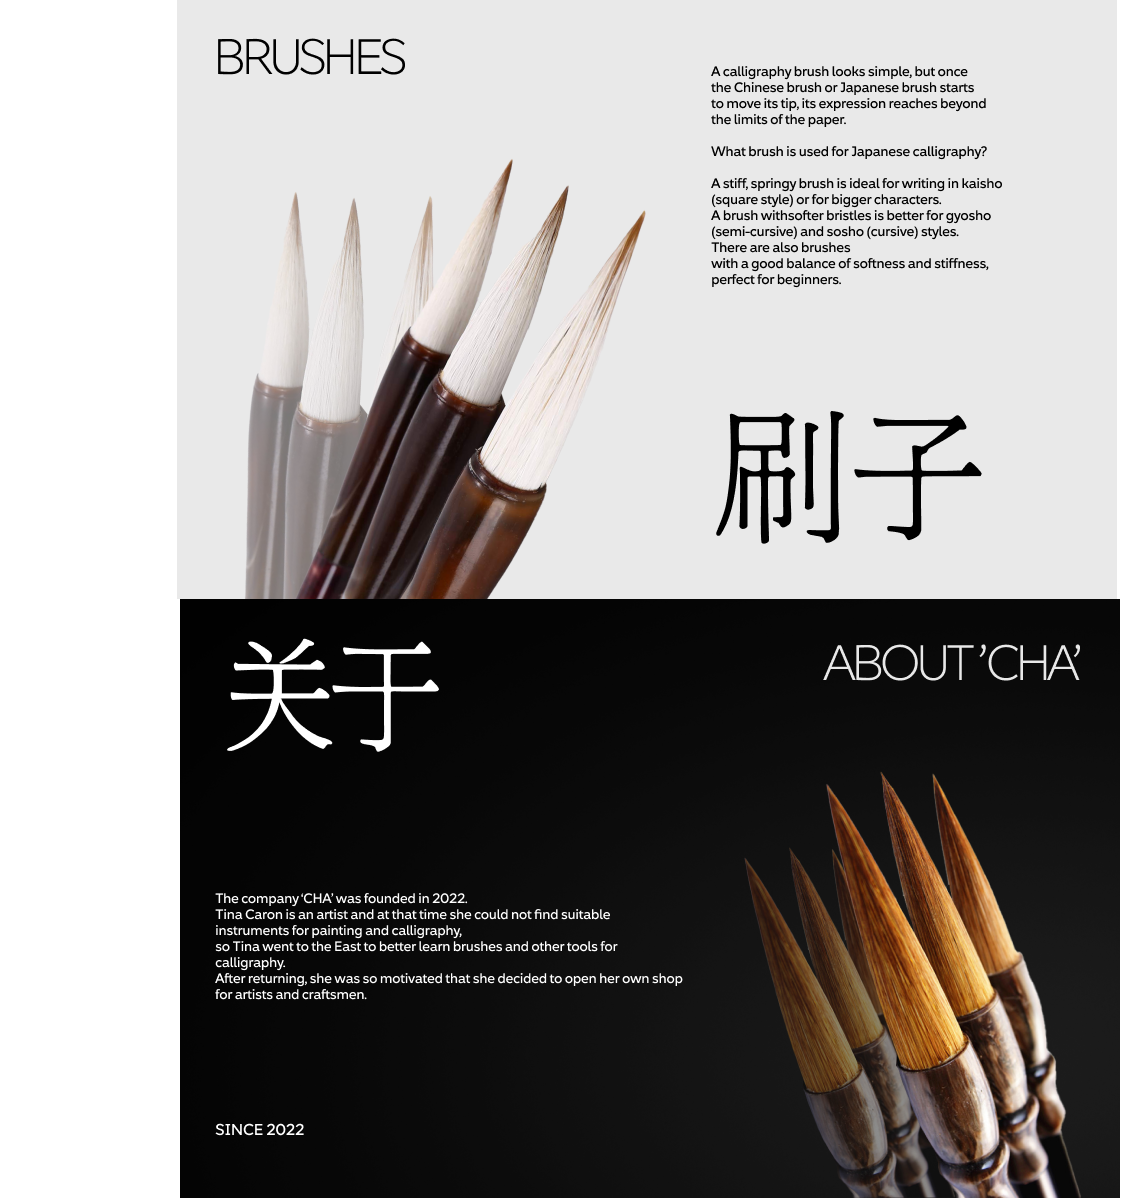 BRUSHES
A calligraphy brush looks simple, but once
the Chinese brush or Japanese brush starts
to move its tip, its expression reaches beyond
the limits of the paper.
What brush is used for Japanese calligraphy?
A stiff, springy brush is ideal for writing in kaisho
(square style) or for bigger characters.
A brush withsofter bristles is better for gyosho
(semi-cursive) and sosho (cursive) styles.
There are also brushes
with a good balance of softness and stiffness,
perfect for beginners.
刷子
关于
ABOUT ’CHA’
The company ‘CHA’ was founded in 2022.
Tina Caron is an artist and at that time she could not find suitable
instruments for painting and calligraphy,
so Tina went to the East to better learn brushes and other tools for
calligraphy.
After returning, she was so motivated that she decided to open her own shop
for artists and craftsmen.
SINCE 2022